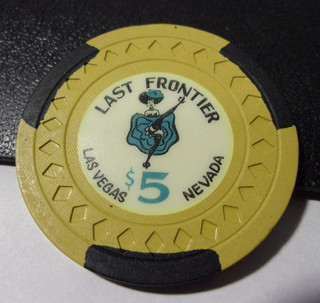 LAST FRONTIER
$5
LAS VEGAS NEVADA